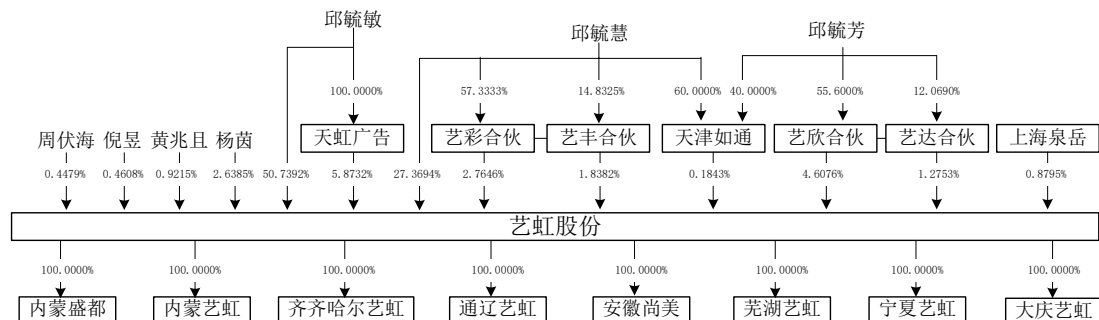 邱毓敏
邱毓慧
邱毓芳
100.0000%
57.3333%
14.8325%
60.0000%
40.0000%
55.6000%
12.0690%
周伏海
倪昱
黄兆且
杨茵
天虹广告
艺彩合伙
艺丰合伙
天津如通
艺欣合伙
艺达合伙
上海泉岳
0.4479%
0.4608%
0.9215%
2.6385%
50.7392%
5.8732%
27.3694%
2.7646%
1.8382%
0.1843%
4.6076%
1.2753%
0.8795%
艺虹股份
100.0000%
100.0000%
100.0000%
100.0000%
100.0000%
100.0000%
100.0000%
100.0000%
内蒙盛都
内蒙艺虹
齐齐哈尔艺虹
通辽艺虹
安徽尚美
芜湖艺虹
宁夏艺虹
大庆艺虹